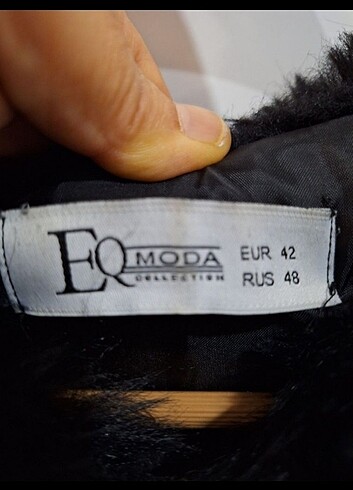 EQ MODA
COLLECTION
EUR 42
RUS 48